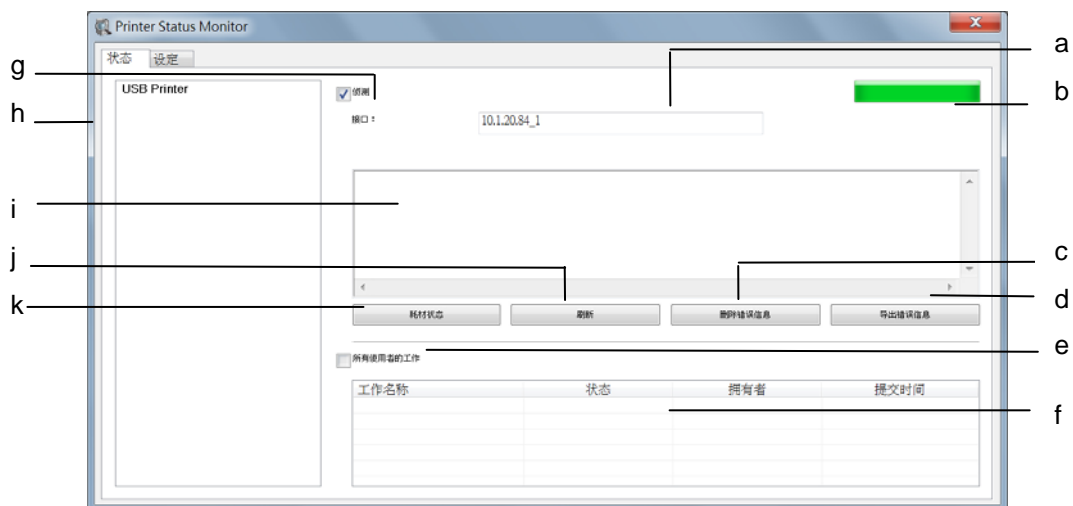 Printer Status Monitor
a
状态 设定
g
USB Printer
侦测
b
h
接口：
10.1.20.84_1
i
j
c
k
耗材状态 刷新 删除错误信息 导出错误信息
d
所有使用者的工作
e
工作名称 状态 拥有者 提交时间
f